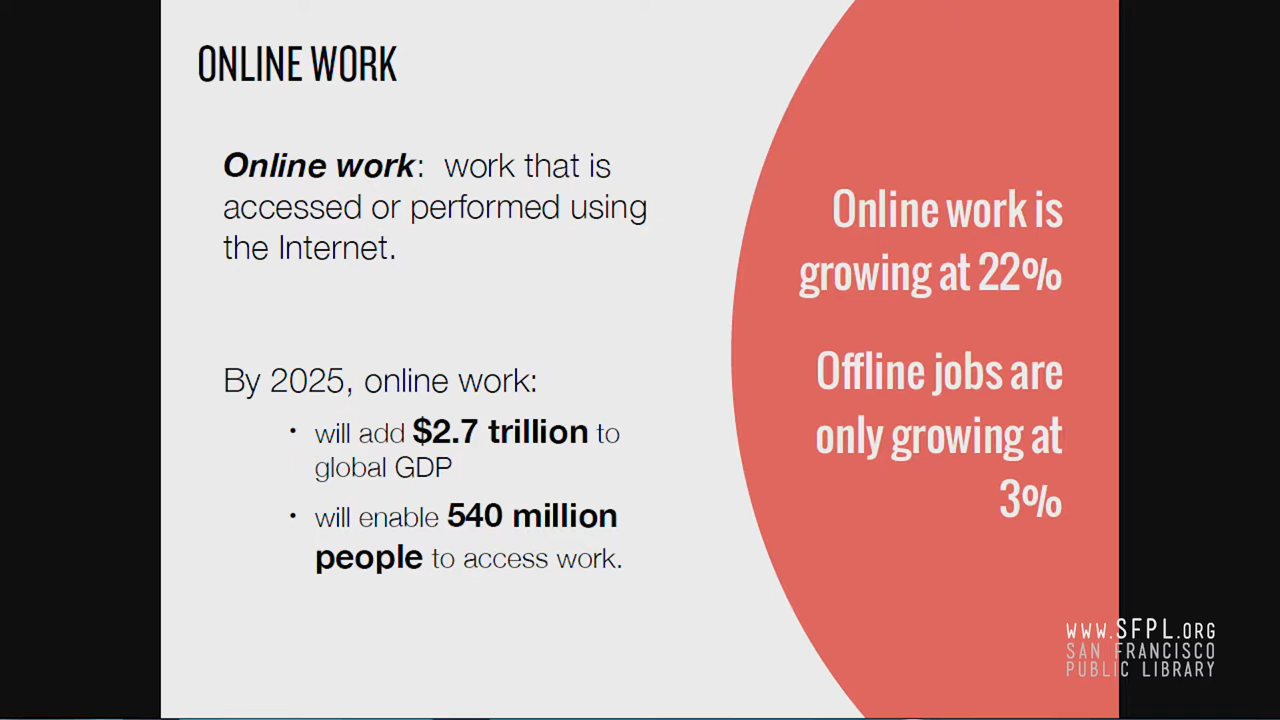 ONLINE WORK
Online work: work that is
accessed or performed using
the Internet.
By 2025, online work:
• will add $2.7 trillion to
global GDP
• will enable 540 million
people to access work.
Online work is
growing at 22%
Offline jobs are
only growing at
3%
WWW.SFPL.ORG
SAN FRANCISCO
PUBLIC LIBRARY